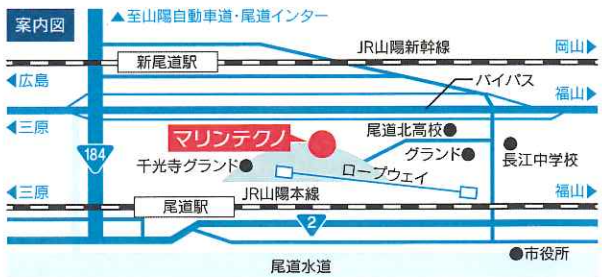 案内図
▲至山陽自動車道・尾道インター
JR山陽新幹線
岡山▷
新尾道駅
◀広島
バイパス
福山▷
◀三原
マリンテクノ
尾道北高校●
184
グランド●
長江中学校
千光寺グランド●
ロープウェイ
◀三原
JR山陽本線
福山▶
尾道駅
2
●市役所
尾道水道